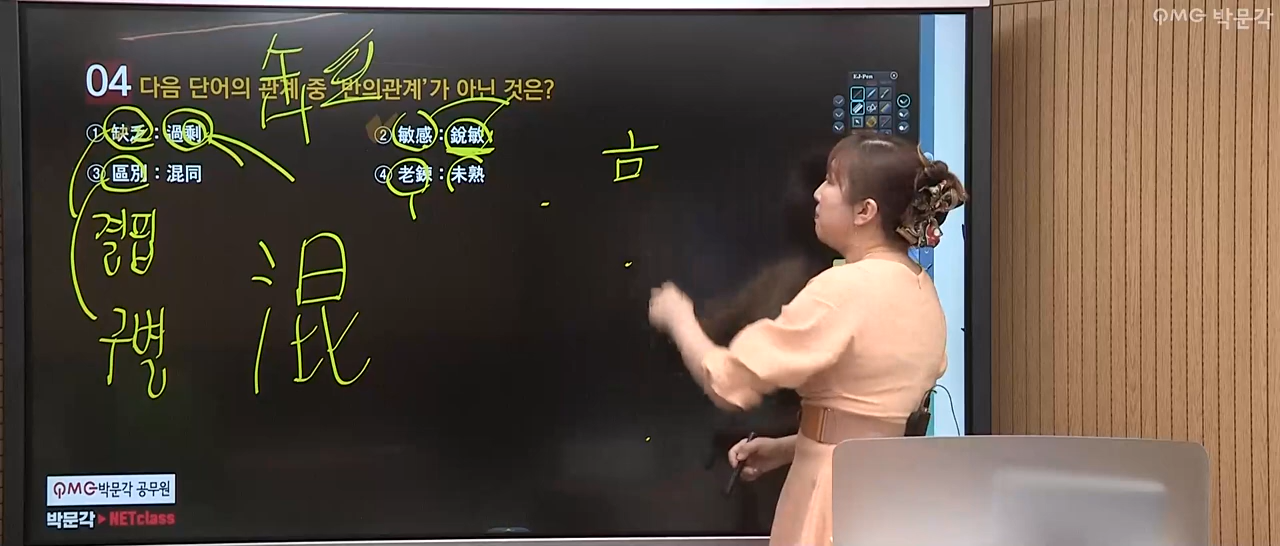 QMG 박문각
EJ-Pen
04 다음 단어의 관계 중 '반의관계'가 아닌 것은?
① 缺乏 : 過剩
② 敏感 : 銳敏
③ 區別 : 混同
④ 老鍊 : 未熟
결핍
구별
混
QMG 박문각 공무원
박문각 ▶ NETclass